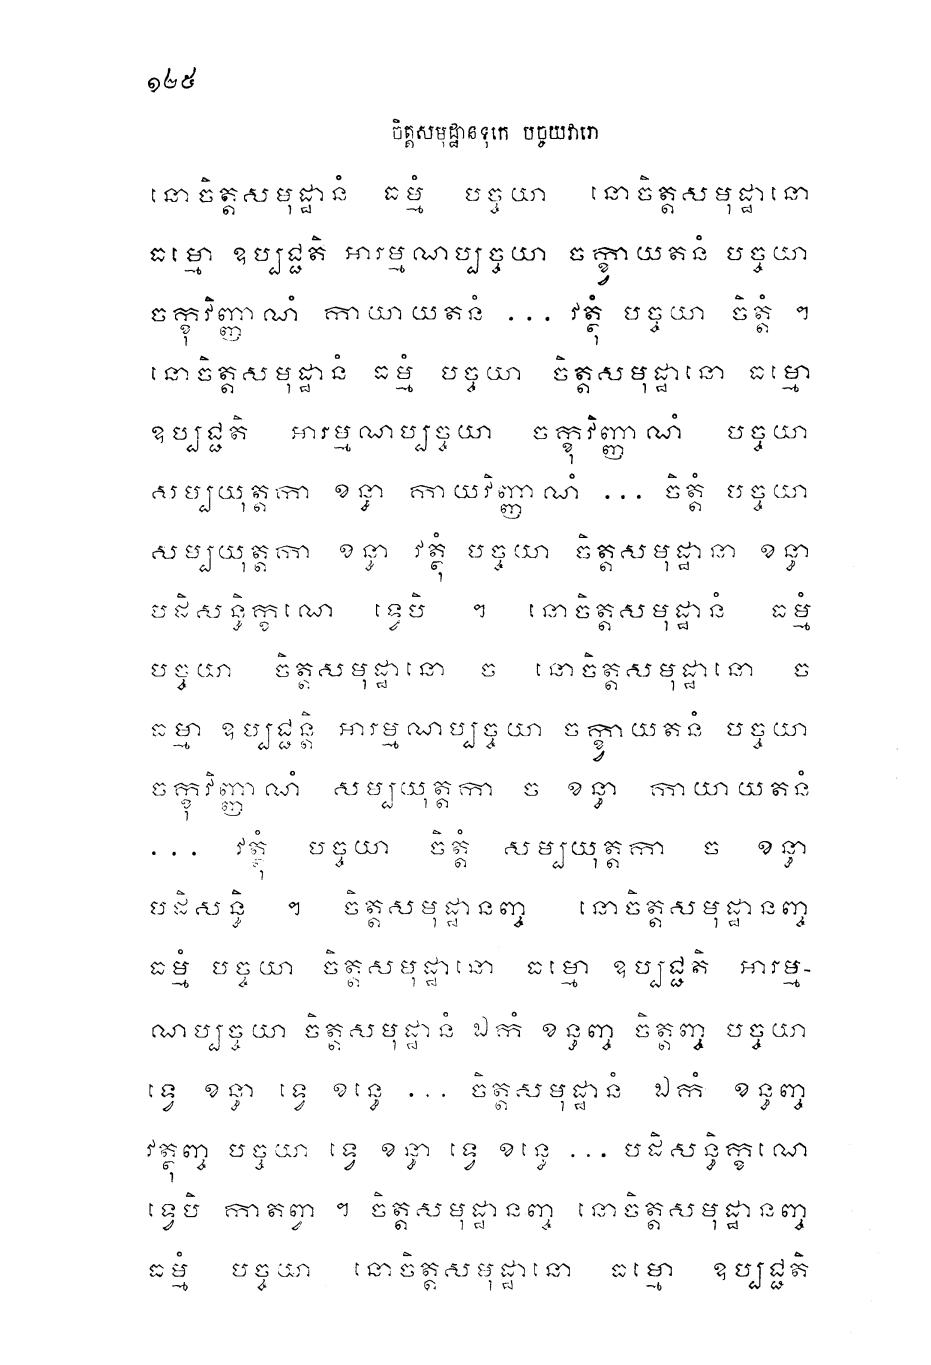 ១២៥
ចិត្តសមុដ្ឋានទុកេ បច្ចយវារោ
នោចិត្តសមុដ្ឋានំ ធម្មំ បច្ចយា នោចិត្តសមុដ្ឋានោ
ធម្មោ ឧប្បជ្ជតិ អារម្មណប្បច្ចយា ចក្ខ្វាយតនំ បច្ចយា
ចក្ខុវិញ្ញាណំ កាយាយតនំ ... វត្ថុំ បច្ចយា ចិត្តំ ។
នោចិត្តសមុដ្ឋានំ ធម្មំ បច្ចយា ចិត្តសមុដ្ឋានោ ធម្មោ
ឧប្បជ្ជតិ អារម្មណប្បច្ចយា ចក្ខុវិញ្ញាណំ បច្ចយា
សម្បយុត្តកា ខន្ធា កាយវិញ្ញាណំ ... ចិត្តំ បច្ចយា
សម្បយុត្តកា ខន្ធា វត្ថុំ បច្ចយា ចិត្តសមុដ្ឋានា ខន្ធា
បដិសន្ធិក្ខណេ ទ្វេបិ ។ នោចិត្តសមុដ្ឋានំ ធម្មំ
បច្ចយា ចិត្តសមុដ្ឋានោ ច នោចិត្តសមុដ្ឋានោ ច
ធម្មា ឧប្បជ្ជន្តិ អារម្មណប្បច្ចយា ចក្ខ្វាយតនំ បច្ចយា
ចក្ខុវិញ្ញាណំ សម្បយុត្តកា ច ខន្ធា កាយាយតនំ
... វត្ថុំ បច្ចយា ចិត្តំ សម្បយុត្តកា ច ខន្ធា
បដិសន្ធិ ។ ចិត្តសមុដ្ឋានញ្ច នោចិត្តសមុដ្ឋានញ្ច
ធម្មំ បច្ចយា ចិត្តសមុដ្ឋានោ ធម្មោ ឧប្បជ្ជតិ អារម្ម-
ណប្បច្ចយា ចិត្តសមុដ្ឋានំ ឯកំ ខន្ធញ្ច ចិត្តញ្ច បច្ចយា
ទ្វេ ខន្ធា ទ្វេ ខន្ធេ ... ចិត្តសមុដ្ឋានំ ឯកំ ខន្ធញ្ច
វត្ថុញ្ច បច្ចយា ទ្វេ ខន្ធា ទ្វេ ខន្ធេ ... បដិសន្ធិក្ខណេ
ទ្វេបិ កាតព្វា ។ ចិត្តសមុដ្ឋានញ្ច នោចិត្តសមុដ្ឋានញ្ច
ធម្មំ បច្ចយា នោចិត្តសមុដ្ឋានោ ធម្មោ ឧប្បជ្ជតិ